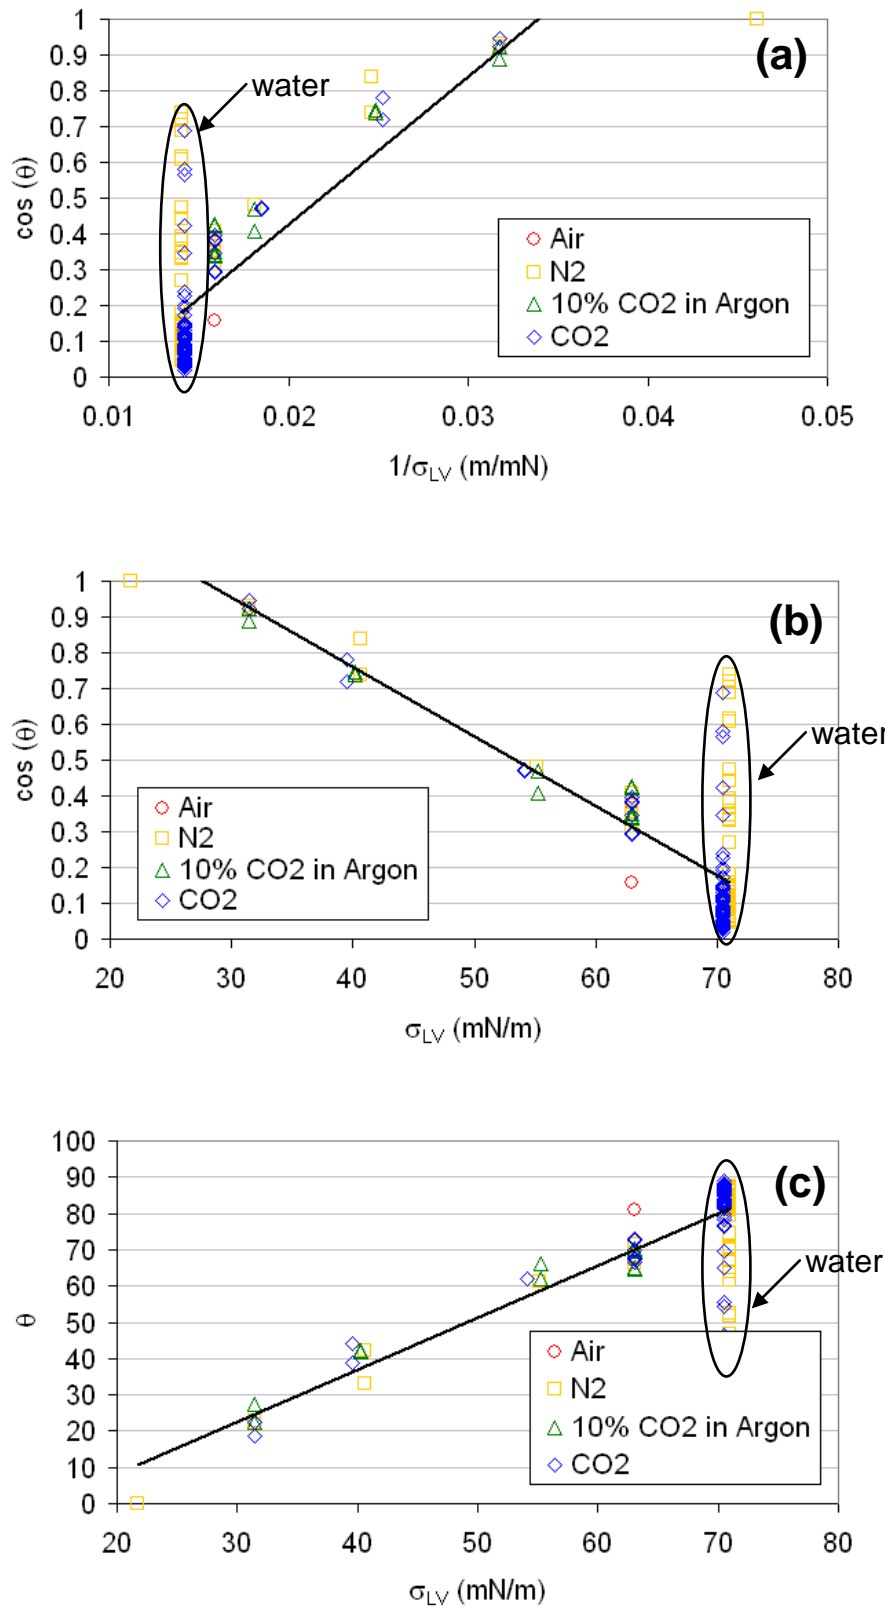 1
0.9
0.8
0.7
0.6
0.5
0.4
0.3
0.2
0.1
0
cos (θ)
(a)
water
Air
N2
10% CO2 in Argon
CO2
0.01 0.02 0.03 0.04 0.05
1/σLV (m/mN)
1
0.9
0.8
0.7
0.6
0.5
0.4
0.3
0.2
0.1
0
cos (θ)
(b)
water
Air
N2
10% CO2 in Argon
CO2
20 30 40 50 60 70 80
σLV (mN/m)
100
90
80
70
60
50
40
30
20
10
0
θ
(c)
water
Air
N2
10% CO2 in Argon
CO2
20 30 40 50 60 70 80
σLV (mN/m)